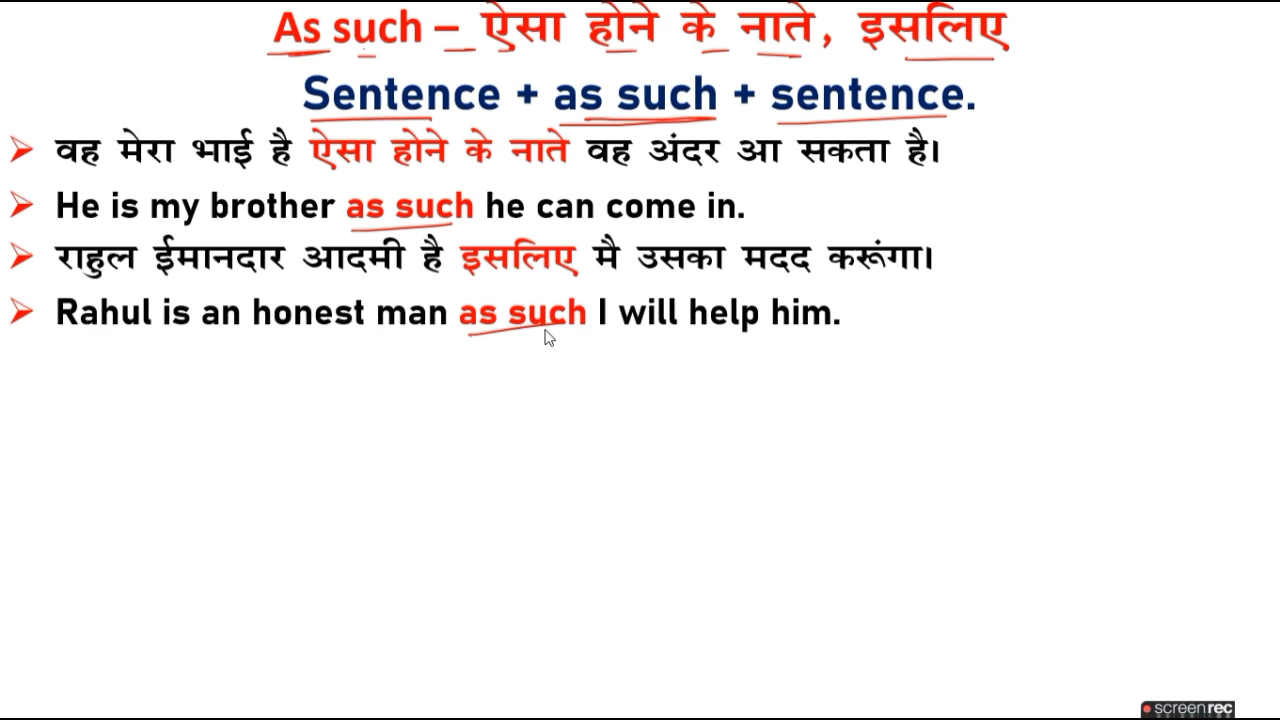 As such – ऐसा होने के नाते, इसलिए
Sentence + as such + sentence.
वह मेरा भाई है ऐसा होने के नाते वह अंदर आ सकता है।
He is my brother as such he can come in.
राहुल ईमानदार आदमी है इसलिए मै उसका मदद करूंगा।
Rahul is an honest man as such I will help him.
screenrec